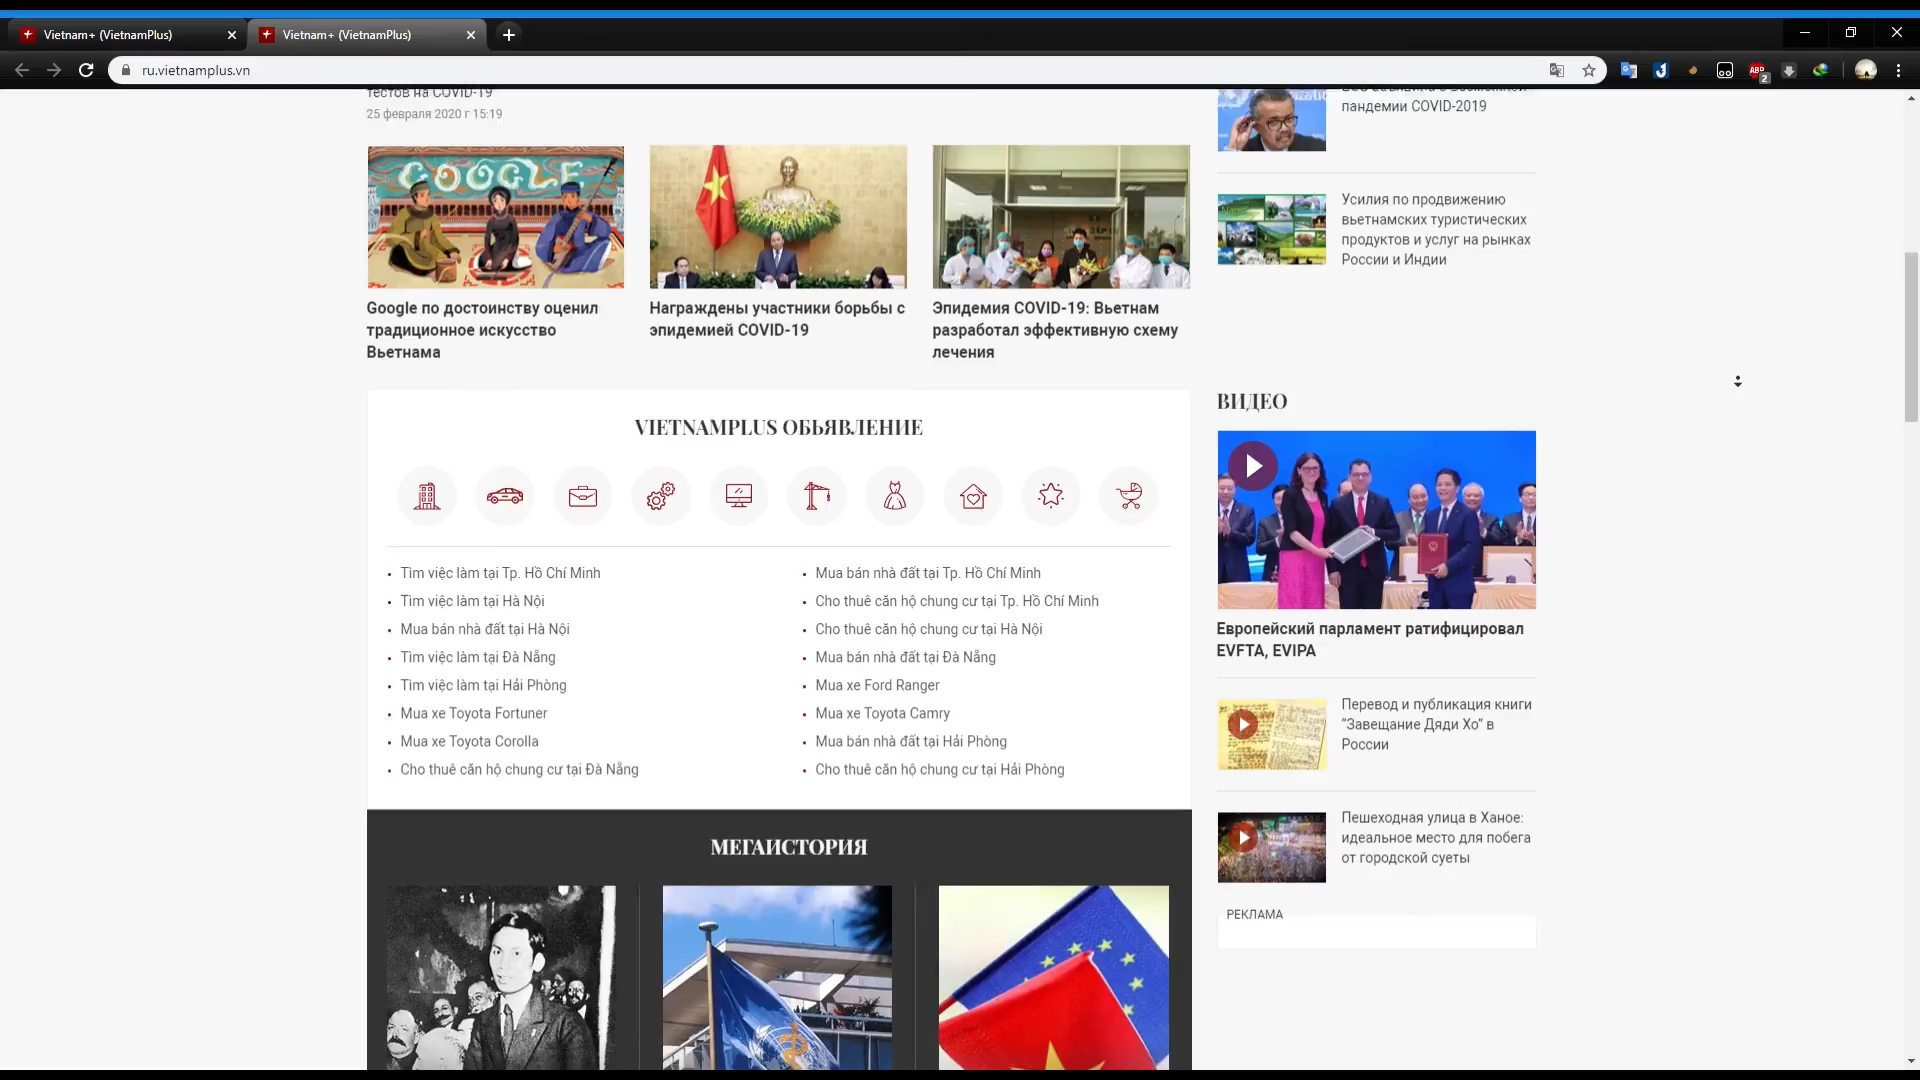 Vietnam+ (VietnamPlus)
Vietnam+ (VietnamPlus)
ru.vietnamplus.vn
ABP
2
тестов на COVID-19
25 февраля 2020 г 15:19
пандемии COVID-2019
GOOGLE
Усилия по продвижению
вьетнамских туристических
продуктов и услуг на рынках
России и Индии
Google по достоинству оценил
традиционное искусство
Вьетнама
Награждены участники борьбы с
эпидемией COVID-19
Эпидемия COVID-19: Вьетнам
разработал эффективную схему
лечения
VIETNAMPLUS ОБЬЯВЛЕНИЕ
Tìm việc làm tại Tp. Hồ Chí Minh
Tìm việc làm tại Hà Nội
Mua bán nhà đất tại Hà Nội
Tìm việc làm tại Đà Nẵng
Tìm việc làm tại Hải Phòng
Mua xe Toyota Fortuner
Mua xe Toyota Corolla
Cho thuê căn hộ chung cư tại Đà Nẵng
Mua bán nhà đất tại Tp. Hồ Chí Minh
Cho thuê căn hộ chung cư tại Tp. Hồ Chí Minh
Cho thuê căn hộ chung cư tại Hà Nội
Mua bán nhà đất tại Đà Nẵng
Mua xe Ford Ranger
Mua xe Toyota Camry
Mua bán nhà đất tại Hải Phòng
Cho thuê căn hộ chung cư tại Hải Phòng
МЕГАИСТОРИЯ
ВИДЕО
Европейский парламент ратифицировал
EVFTA, EVIPA
Перевод и публикация книги
“Завещание Дяди Хо” в
России
Пешеходная улица в Ханое:
идеальное место для побега
от городской суеты
РЕКЛАМА